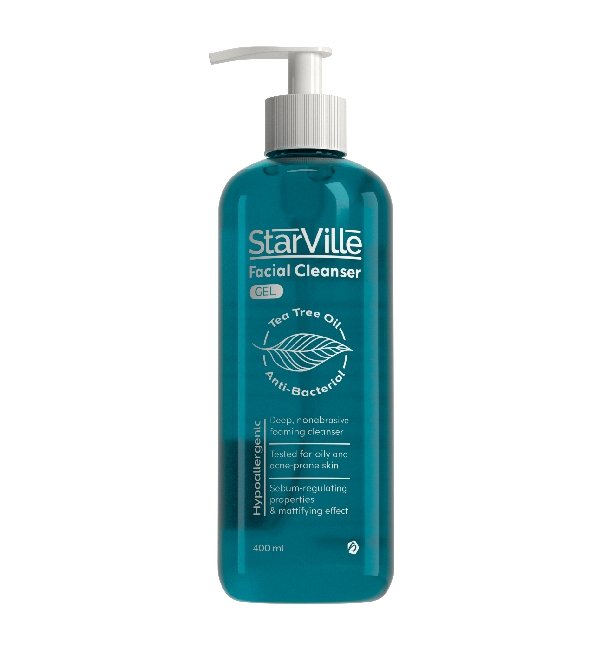 StarVille
Facial Cleanser
GEL
Tea Tree Oil
Anti-Bacterial
Hypoallergenic
Deep, nonabrasive
foaming cleanser
Tested for oily and
acne-prone skin
Sebum-regulating
properties
& mattifying effect
400 ml